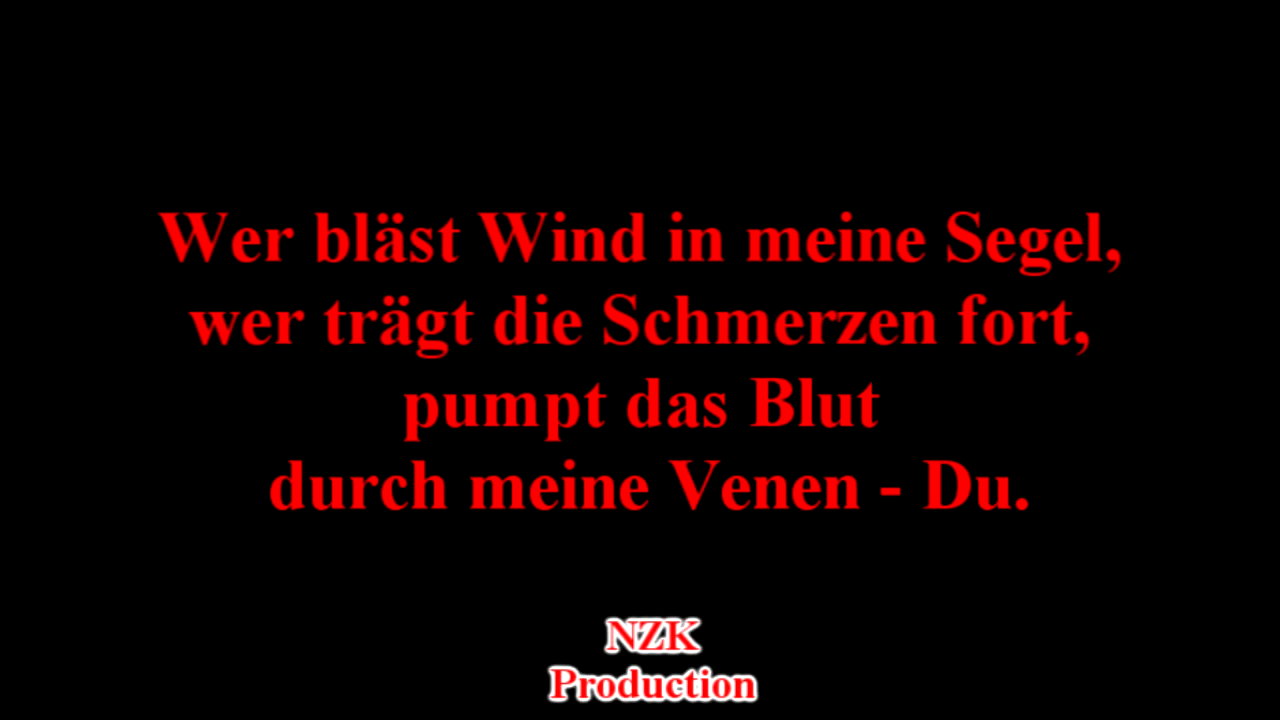 Wer bläst Wind in meine Segel,
wer trägt die Schmerzen fort,
pumpt das Blut
durch meine Venen - Du.
NZK
Production